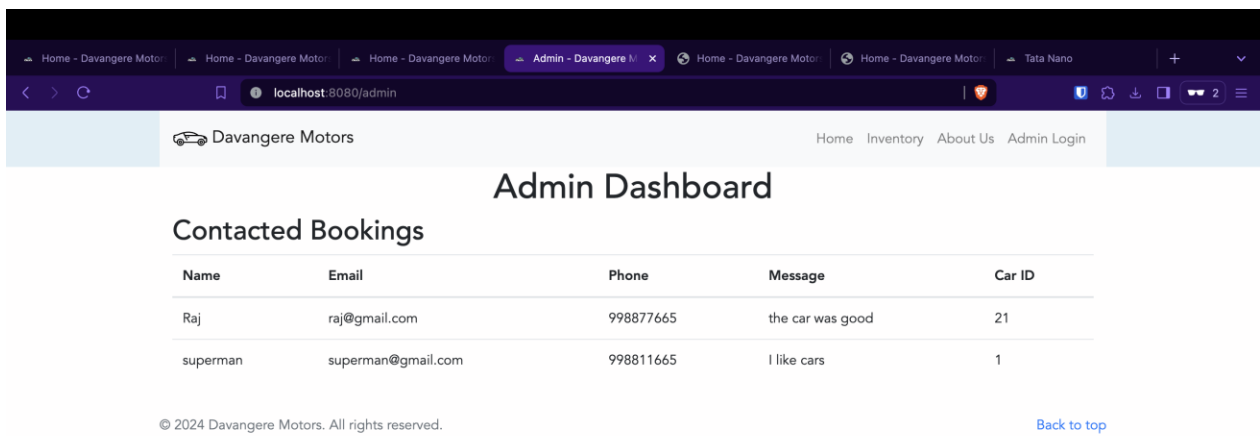 Home - Davangere Motor Home - Davangere Motor Home - Davangere Motor Admin - Davangere M Home - Davangere Motor Home - Davangere Motor Tata Nano
localhost:8080/admin 2
Davangere Motors Home Inventory About Us Admin Login
Admin Dashboard
Contacted Bookings
Name Email Phone Message Car ID
Raj raj@gmail.com 998877665 the car was good 21
superman superman@gmail.com 998811665 I like cars 1
© 2024 Davangere Motors. All rights reserved. Back to top